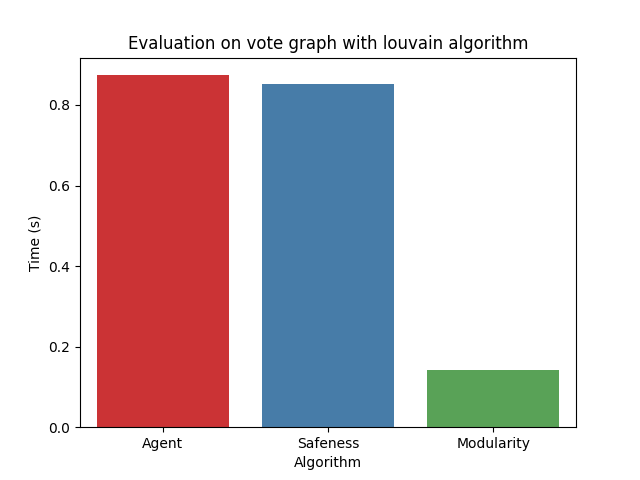 Evaluation on vote graph with louvain algorithm
0.8
0.6
0.4
0.2
0.0
Time (s)
Agent Safeness Modularity
Algorithm